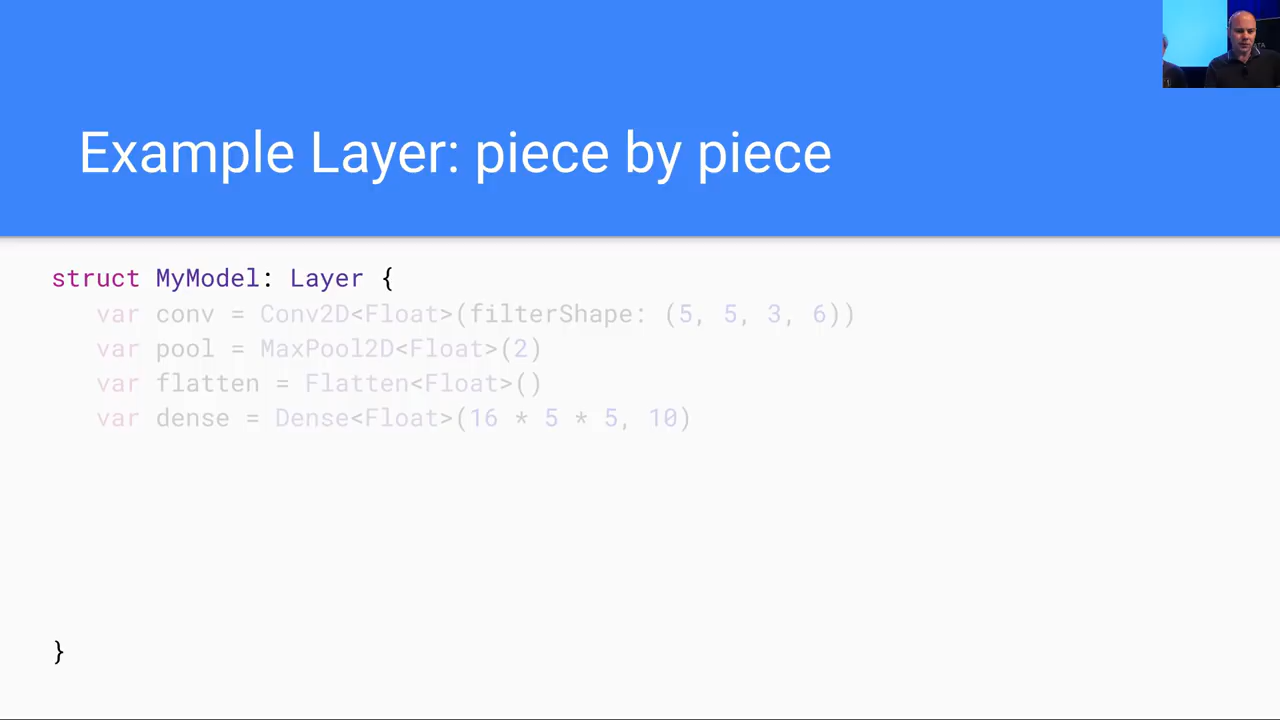 Example Layer: piece by piece
struct MyModel: Layer {
var conv = Conv2D<Float>(filterShape: (5, 5, 3, 6))
var pool = MaxPool2D<Float>(2)
var flatten = Flatten<Float>()
var dense = Dense<Float>(16 * 5 * 5, 10)
}